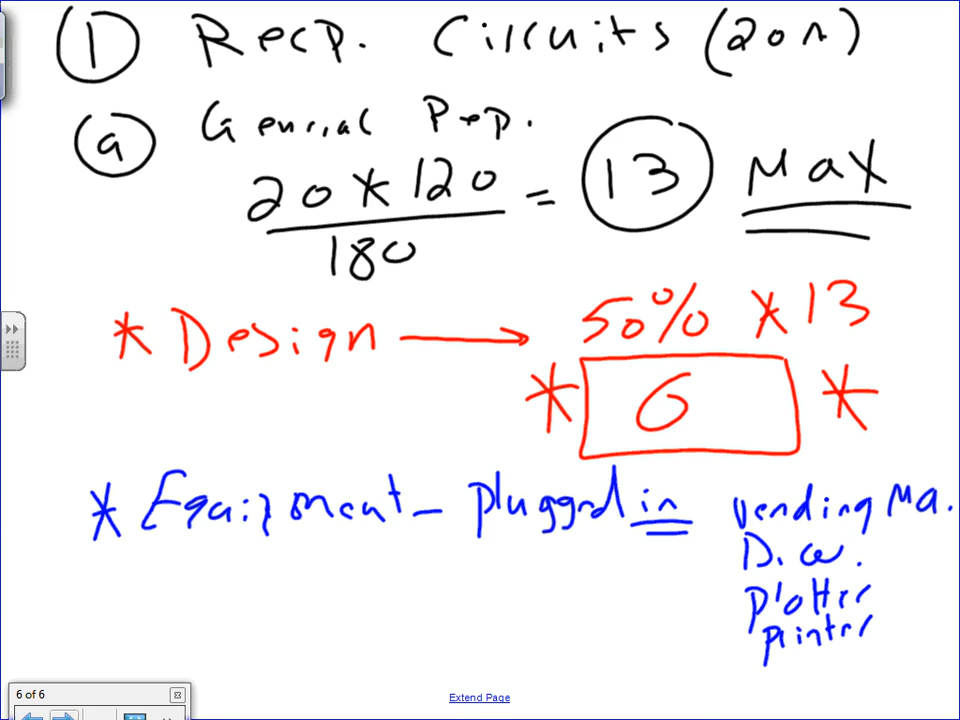 ① Recp. Circuits (20A)
ⓐ General Rep.
20 * 120
180
= 13 Max
* Design → 50% * 13
* 6 *
* Equipment - plugged in vending Ma.
D.W.
Plotter
printer
6 of 6
Extend Page